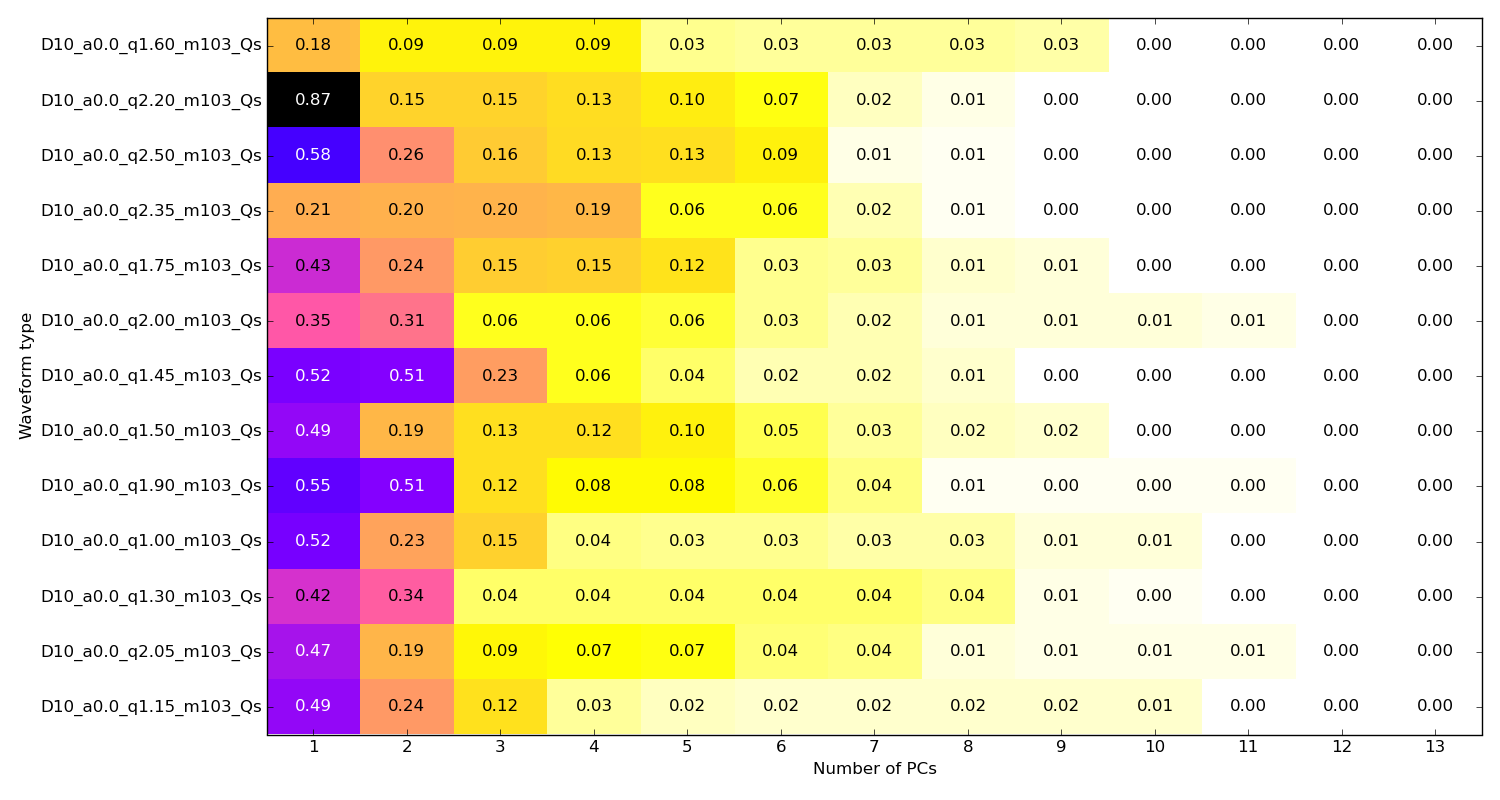 D10_a0.0_q1.60_m103_Qs 0.18 0.09 0.09 0.09 0.03 0.03 0.03 0.03 0.03 0.00 0.00 0.00 0.00
D10_a0.0_q2.20_m103_Qs 0.87 0.15 0.15 0.13 0.10 0.07 0.02 0.01 0.00 0.00 0.00 0.00 0.00
D10_a0.0_q2.50_m103_Qs 0.58 0.26 0.16 0.13 0.13 0.09 0.01 0.01 0.00 0.00 0.00 0.00 0.00
D10_a0.0_q2.35_m103_Qs 0.21 0.20 0.20 0.19 0.06 0.06 0.02 0.01 0.00 0.00 0.00 0.00 0.00
D10_a0.0_q1.75_m103_Qs 0.43 0.24 0.15 0.15 0.12 0.03 0.03 0.01 0.01 0.00 0.00 0.00 0.00
D10_a0.0_q2.00_m103_Qs 0.35 0.31 0.06 0.06 0.06 0.03 0.02 0.01 0.01 0.01 0.01 0.00 0.00
D10_a0.0_q1.45_m103_Qs 0.52 0.51 0.23 0.06 0.04 0.02 0.02 0.01 0.00 0.00 0.00 0.00 0.00
D10_a0.0_q1.50_m103_Qs 0.49 0.19 0.13 0.12 0.10 0.05 0.03 0.02 0.02 0.00 0.00 0.00 0.00
D10_a0.0_q1.90_m103_Qs 0.55 0.51 0.12 0.08 0.08 0.06 0.04 0.01 0.00 0.00 0.00 0.00 0.00
D10_a0.0_q1.00_m103_Qs 0.52 0.23 0.15 0.04 0.03 0.03 0.03 0.03 0.01 0.01 0.00 0.00 0.00
D10_a0.0_q1.30_m103_Qs 0.42 0.34 0.04 0.04 0.04 0.04 0.04 0.04 0.01 0.00 0.00 0.00 0.00
D10_a0.0_q2.05_m103_Qs 0.47 0.19 0.09 0.07 0.07 0.04 0.04 0.01 0.01 0.01 0.01 0.00 0.00
D10_a0.0_q1.15_m103_Qs 0.49 0.24 0.12 0.03 0.02 0.02 0.02 0.02 0.02 0.01 0.00 0.00 0.00
1 2 3 4 5 6 7 8 9 10 11 12 13
Number of PCs
Waveform type